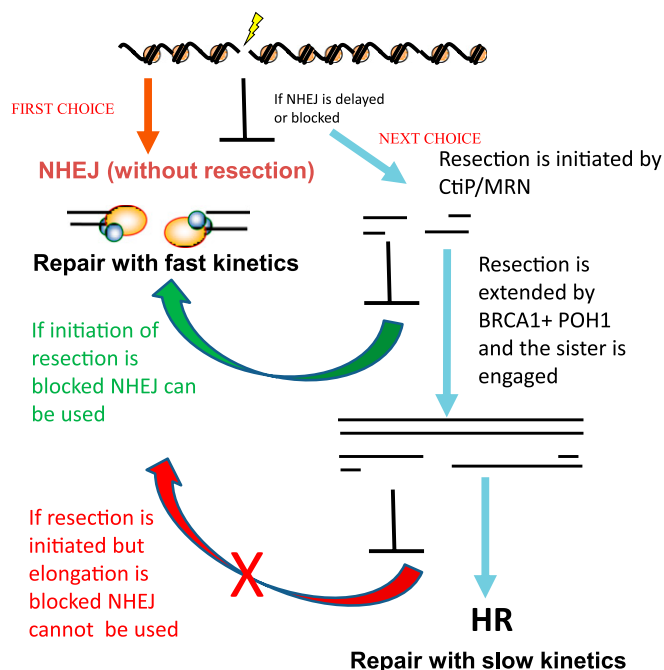 If NHEJ is delayed
or blocked
FIRST CHOICE
NEXT CHOICE
NHEJ (without resection)
Resection is initiated by
CtiP/MRN
Repair with fast kinetics
Resection is
extended by
BRCA1+ POH1
and the sister is
engaged
If initiation of
resection is
blocked NHEJ can
be used
If resection is
initiated but
elongation is
blocked NHEJ
cannot be used
X
HR
Repair with slow kinetics